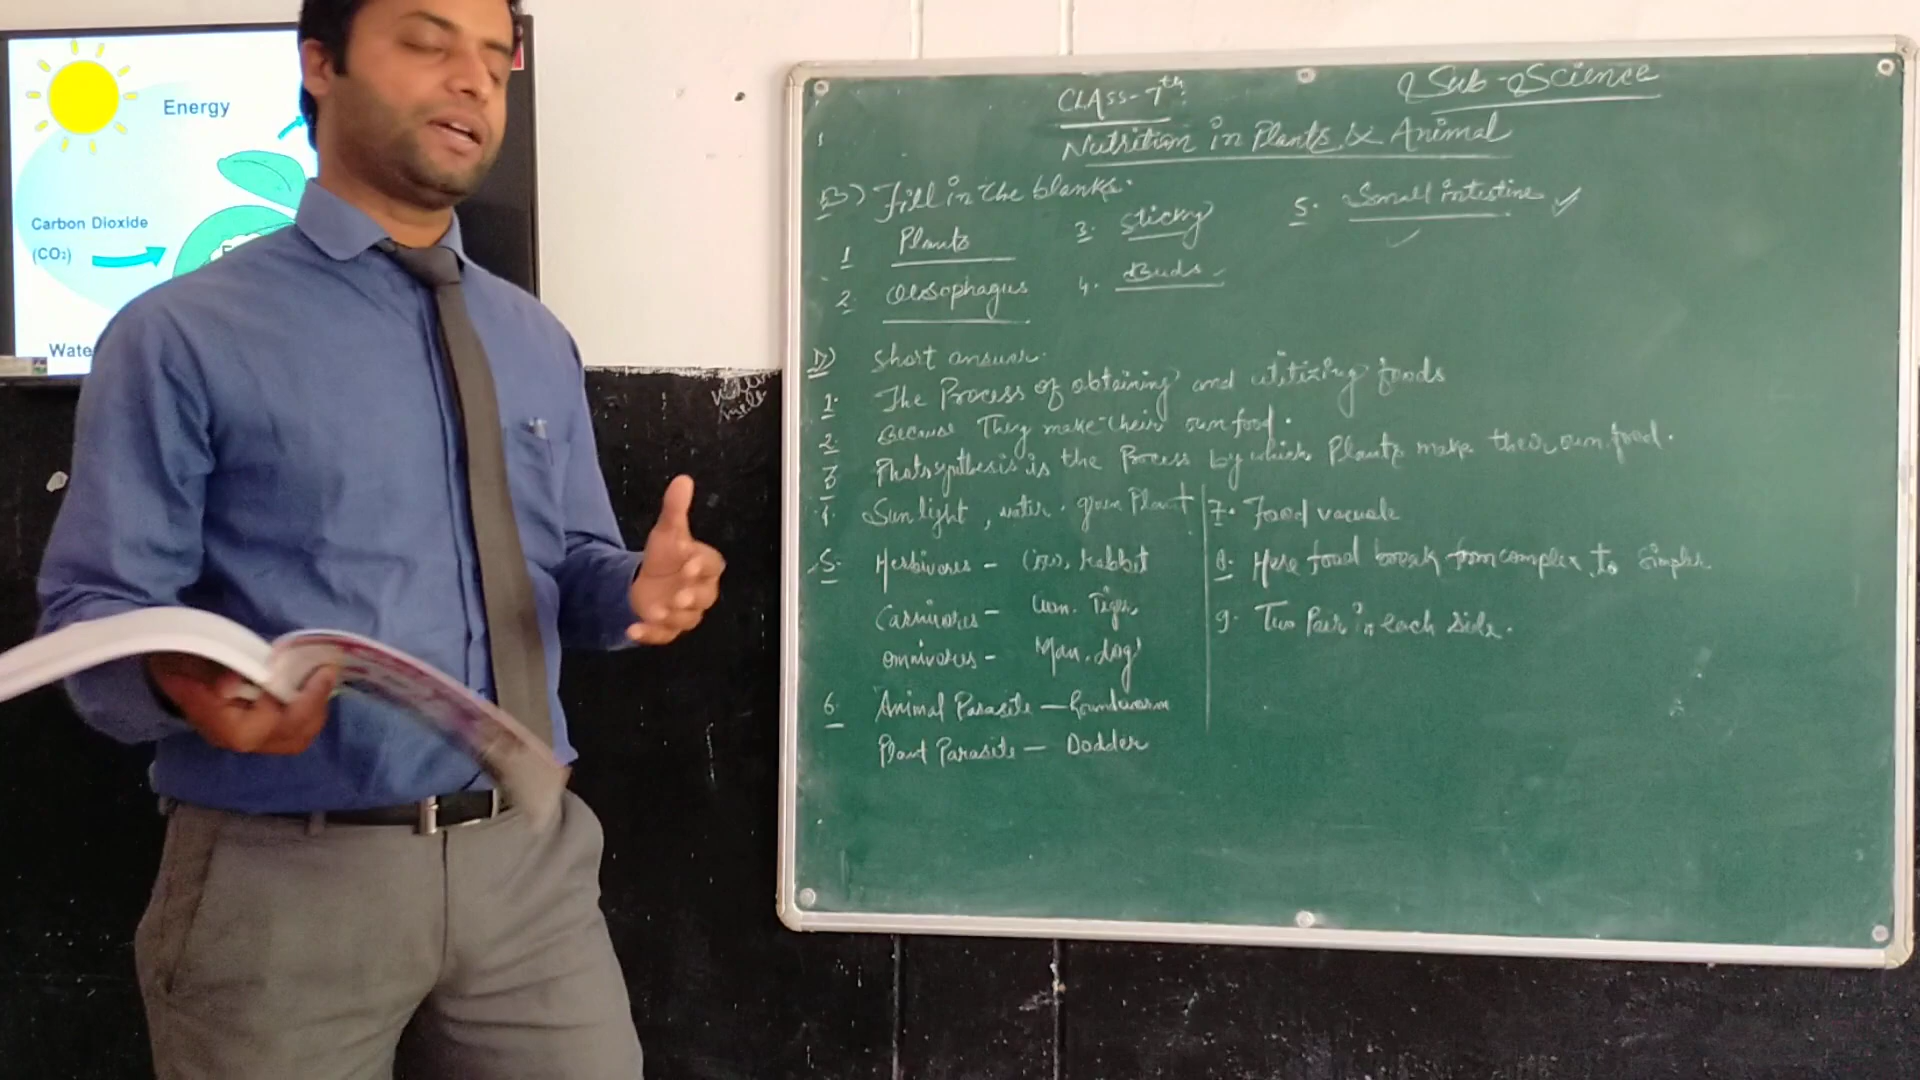 Energy
Carbon Dioxide
(CO₂)
Wate
CLASS-7th
Sub-Science
Nutrition in Plants & Animal
B) Fill in the blanks.
1 Plants
2. Oesophagus
3. Sticky
4. Buds
5. Small intestine
D) Short answer.
1. The Process of obtaining and utilizing foods
2. Because They make their own food.
3 Photosynthesis is the Process by which Plants make their own food.
4. Sunlight, water, green Plant
5. Herbivores - Cow, Rabbit
Carnivores - Lion, Tiger
Omnivores - Man, dog
6. Animal Parasite - Roundworm
Plant Parasite - Dodder
7. Food vacuole
8. Here food break from complex to simpler
9. Two Pair in each side.